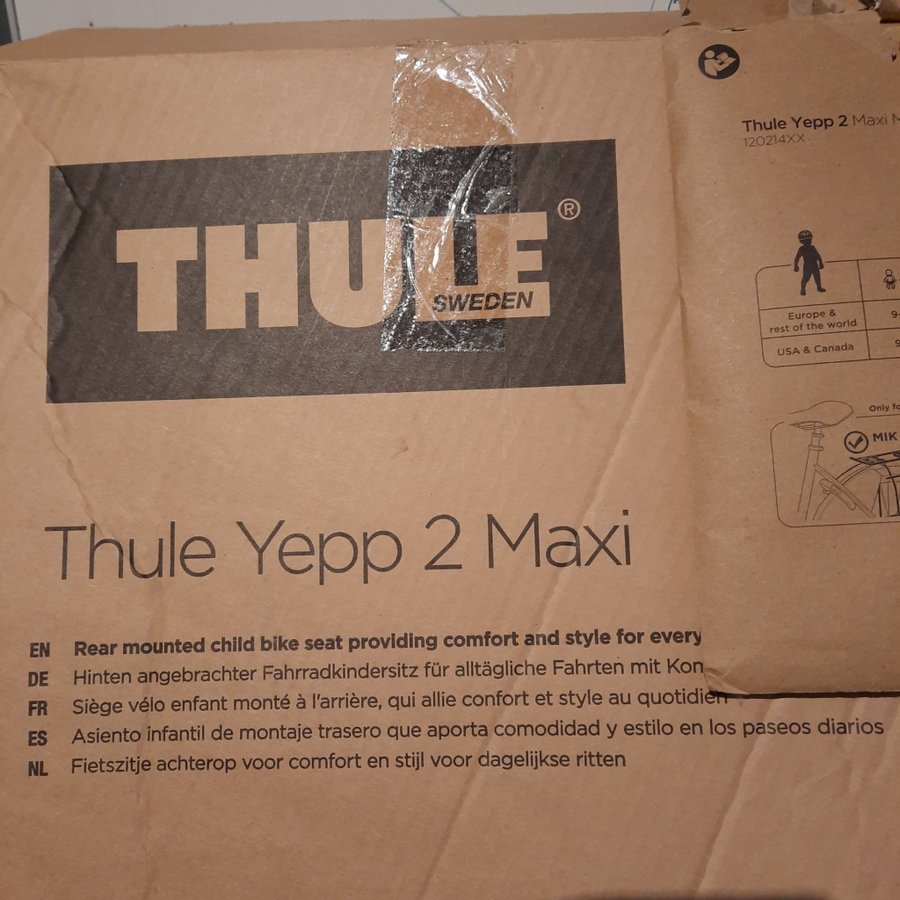 THULE®
SWEDEN
Thule Yepp 2 Maxi
EN Rear mounted child bike seat providing comfort and style for every
DE Hinten angebrachter Fahrradkindersitz für alltägliche Fahrten mit
FR Siège vélo enfant monté à l'arrière, qui allie confort et style au quotidien
ES Asiento infantil de montaje trasero que aporta comodidad y estilo en los paseos diarios
NL Fietszitje achterop voor comfort en stijl voor dagelijkse ritten
Thule Yepp 2 Maxi
120214XX
Europe &
rest of the world
USA & Canada
Only
MIK